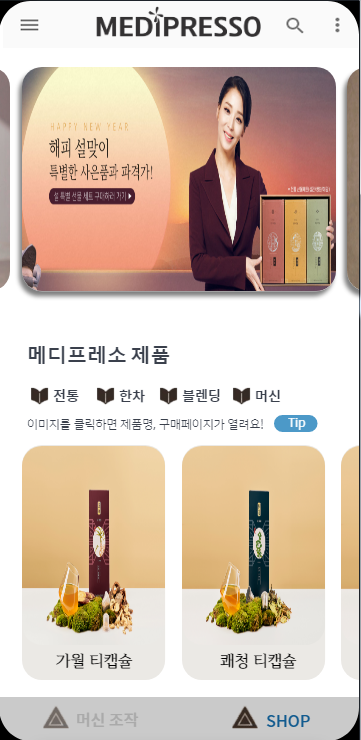 MEDIPRESSO
HAPPY NEW YEAR
해피 설맞이
특별한 사은품과 파격가!
설 특별 선물 세트 구매하러 가기
메디프레소 제품
전통 한차 블렌딩 머신
이미지를 클릭하면 제품명, 구매페이지가 열려요! Tip
가월 티캡슐 쾌청 티캡슐
머신 조작 SHOP